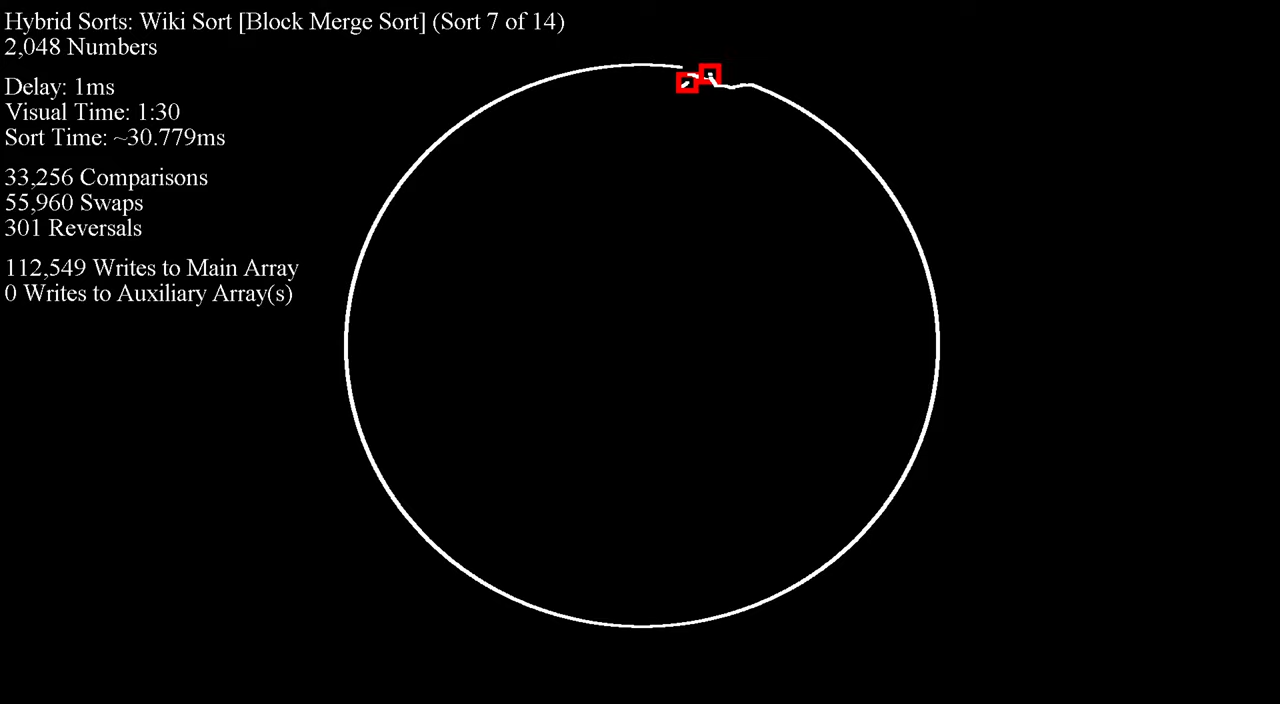 Hybrid Sorts: Wiki Sort [Block Merge Sort] (Sort 7 of 14)
2,048 Numbers
Delay: 1ms
Visual Time: 1:30
Sort Time: ~30.779ms
33,256 Comparisons
55,960 Swaps
301 Reversals
112,549 Writes to Main Array
0 Writes to Auxiliary Array(s)